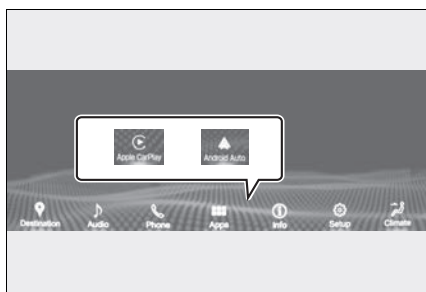 Apple CarPlay
Android Auto
Destination
Audio
Phone
Apps
Info
Setup
Climate